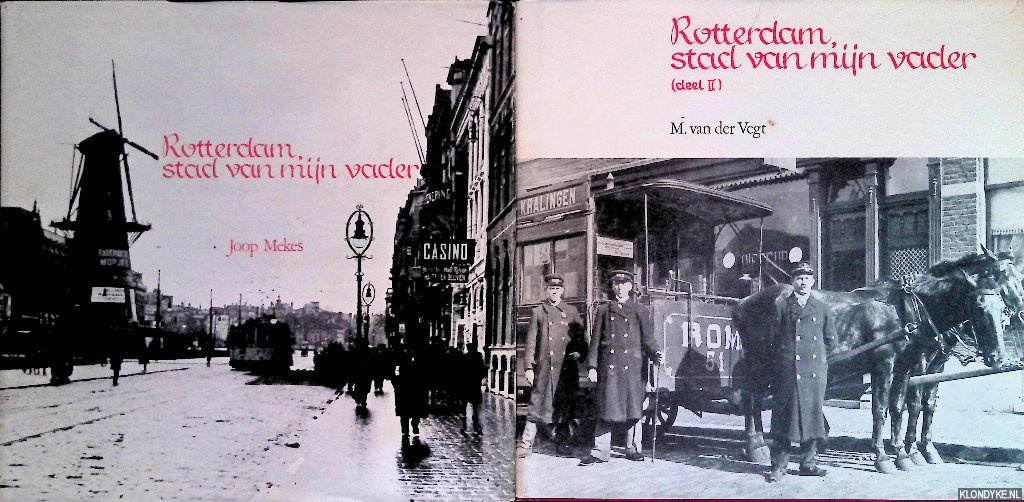 Rotterdam,
stad van mijn vader
Joop Mekes
CASINO
Rotterdam,
stad van mijn vader
(deel II)
M. van der Vegt
KRALINGEN
ROM
51
KLONDYKE.NL